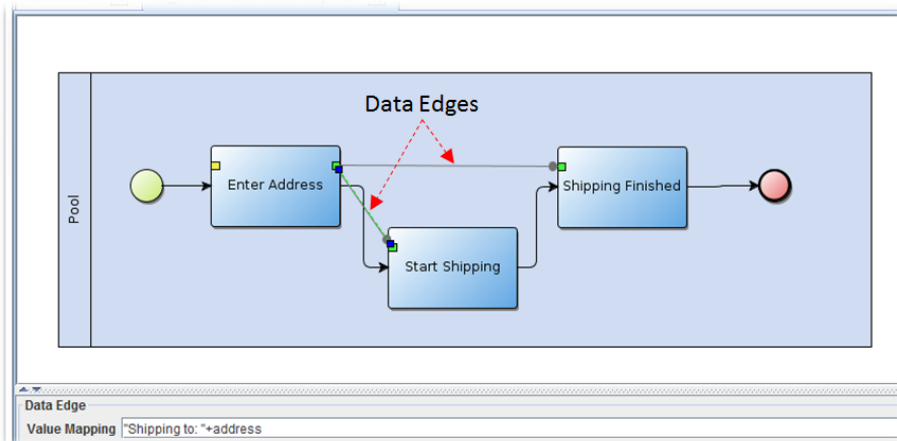 Data Edges
Enter Address
Shipping Finished
Pool
Start Shipping
Data Edge
Value Mapping "Shipping to: "+address